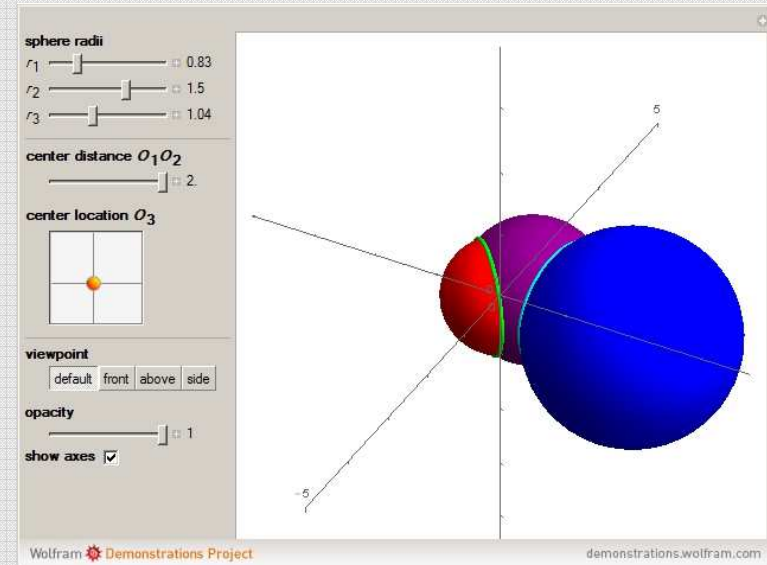 sphere radii
r1 0.83
r2 1.5
r3 1.04
center distance O1O2
2.
center location O3
viewpoint
default front above side
opacity
1
show axes
5
-5
Wolfram Demonstrations Project
demonstrations.wolfram.com